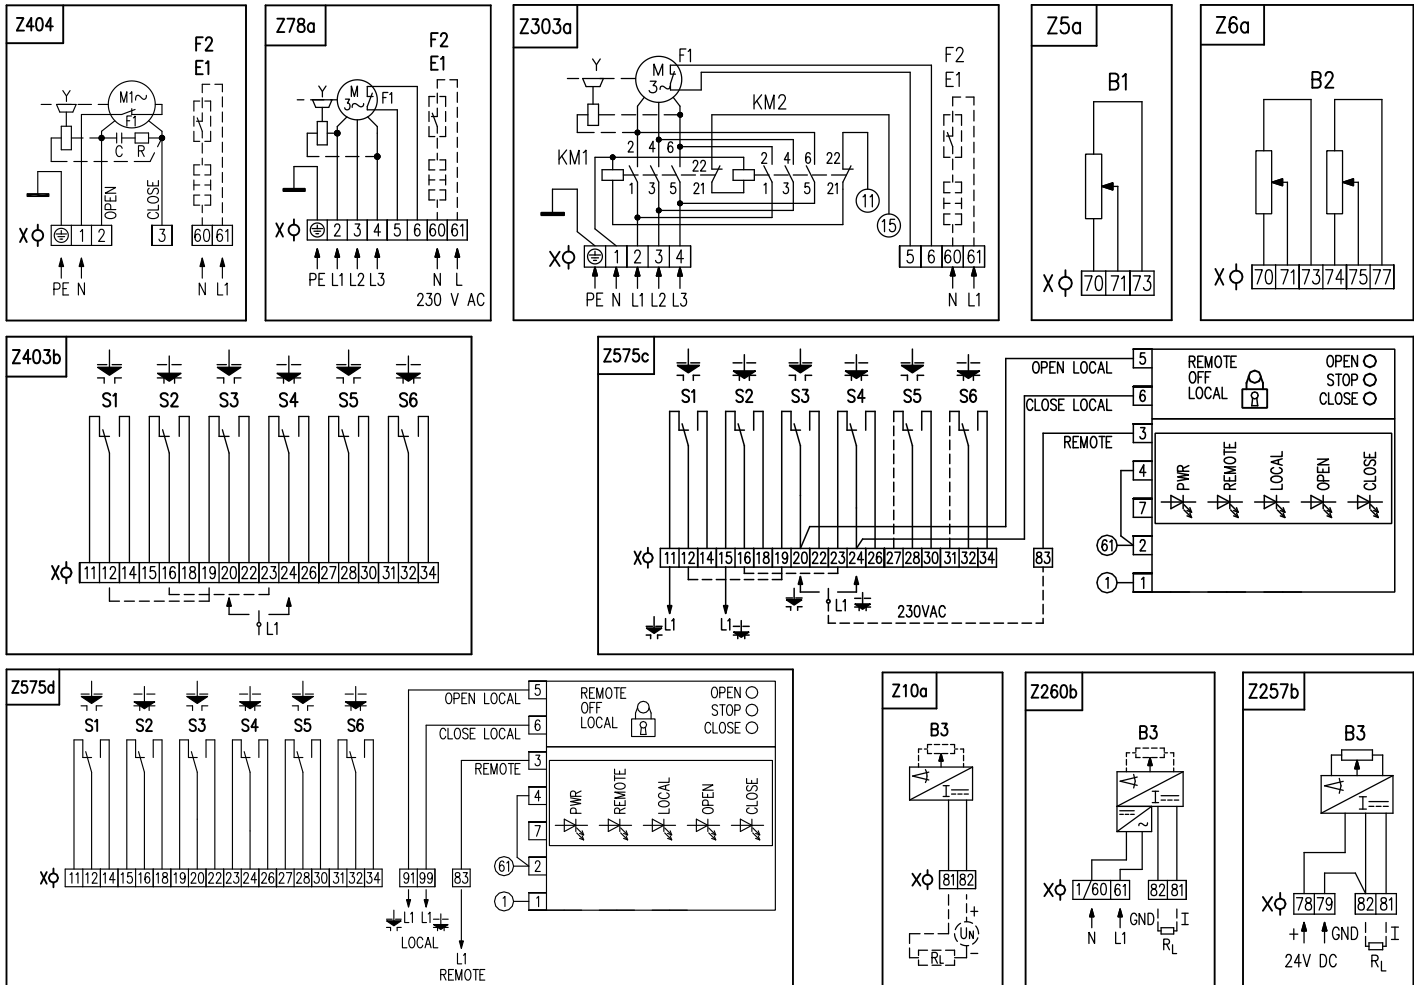 Z404
F2
E1
Y
M1~
F1
C R
OPEN
CLOSE
X 1 2 3 60 61
PE N N L1
Z78a
F2
E1
Y
M
3~
F1
X 2 3 4 5 6 60 61
PE L1 L2 L3 N L
230 V AC
Z303a
F1
F2
E1
M
3~
Y
KM2
2 4 6
KM1
22
2 4 6 22
1 3 5 21 1 3 5 21
11
15
X 1 2 3 4 5 6 60 61
PE N L1 L2 L3 N L1
Z5a
B1
X 70 71 73
Z6a
B2
X 70 71 73 74 75 77
Z403b
S1 S2 S3 S4 S5 S6
X 11 12 14 15 16 18 19 20 22 23 24 26 27 28 30 31 32 34
L1
Z575c
S1 S2 S3 S4 S5 S6
OPEN LOCAL 5
CLOSE LOCAL 6
REMOTE 3
4
7
61 2
1 1
REMOTE
OFF
LOCAL
OPEN
STOP
CLOSE
PWR
REMOTE
LOCAL
OPEN
CLOSE
X 11 12 14 15 16 18 19 20 22 23 24 26 27 28 30 31 32 34 83
L1 L1 L1
230VAC
Z575d
S1 S2 S3 S4 S5 S6
OPEN LOCAL 5
CLOSE LOCAL 6
REMOTE 3
4
7
61 2
1 1
REMOTE
OFF
LOCAL
OPEN
STOP
CLOSE
PWR
REMOTE
LOCAL
OPEN
CLOSE
X 11 12 14 15 16 18 19 20 22 23 24 26 27 28 30 31 32 34 91 99 83
L1 L1
LOCAL
L1
REMOTE
Z10a
B3
I
X 81 82
+
UN
-
RL
Z260b
B3
I
~
X 1/60 61 82 81
N L1 GND I
RL
Z257b
B3
I
X 78 79 82 81
+ GND I
24V DC RL